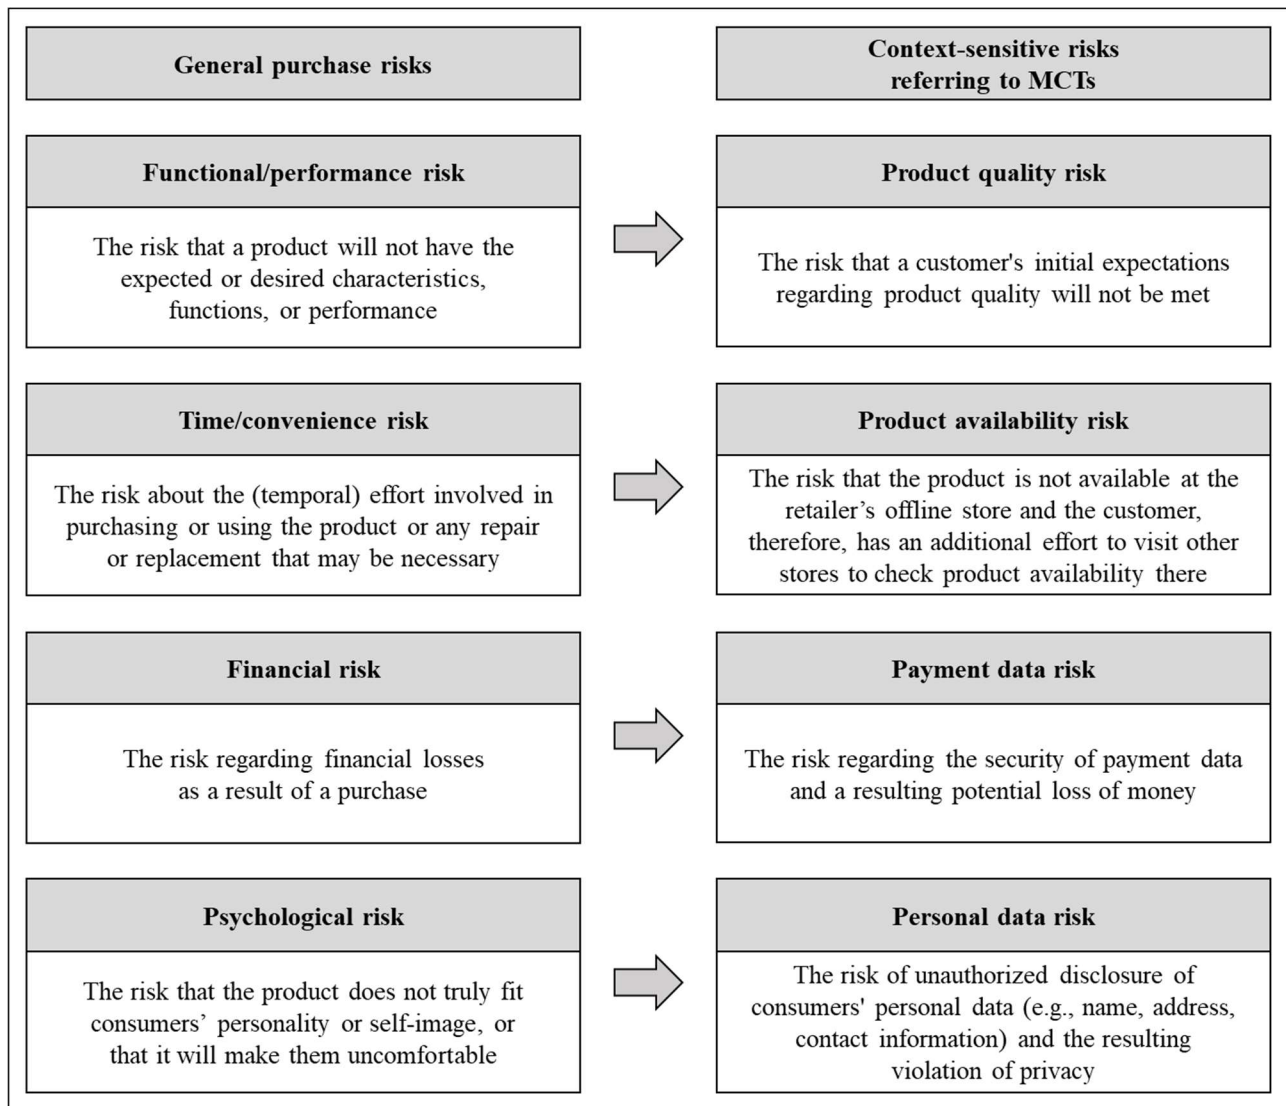 General purchase risks
Context-sensitive risks
referring to MCTs
Functional/performance risk
The risk that a product will not have the
expected or desired characteristics,
functions, or performance
Product quality risk
The risk that a customer's initial expectations
regarding product quality will not be met
Time/convenience risk
The risk about the (temporal) effort involved in
purchasing or using the product or any repair
or replacement that may be necessary
Product availability risk
The risk that the product is not available at the
retailer’s offline store and the customer,
therefore, has an additional effort to visit other
stores to check product availability there
Financial risk
The risk regarding financial losses
as a result of a purchase
Payment data risk
The risk regarding the security of payment data
and a resulting potential loss of money
Psychological risk
The risk that the product does not truly fit
consumers’ personality or self-image, or
that it will make them uncomfortable
Personal data risk
The risk of unauthorized disclosure of
consumers' personal data (e.g., name, address,
contact information) and the resulting
violation of privacy